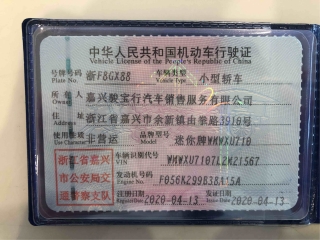 中华人民共和国机动车行驶证
Vehicle License of the People's Republic of China
号牌号码 浙F8GX88 车辆类型 小型轿车
Plate No. Vehicle Type
所有人 嘉兴骏宝行汽车销售服务有限公司
Owner
住址 浙江省嘉兴市余新镇由拳路3910号
Address
使用性质 非营运 品牌型号 迷你牌WMWXU710
Use Character Model
浙江省嘉兴
市公安局交
通警察支队
车辆识别代号 WMWXU7107L2M21567
VIN
发动机号码
Engine No.
注册日期 2020-04-13 发证日期 2020-04-13